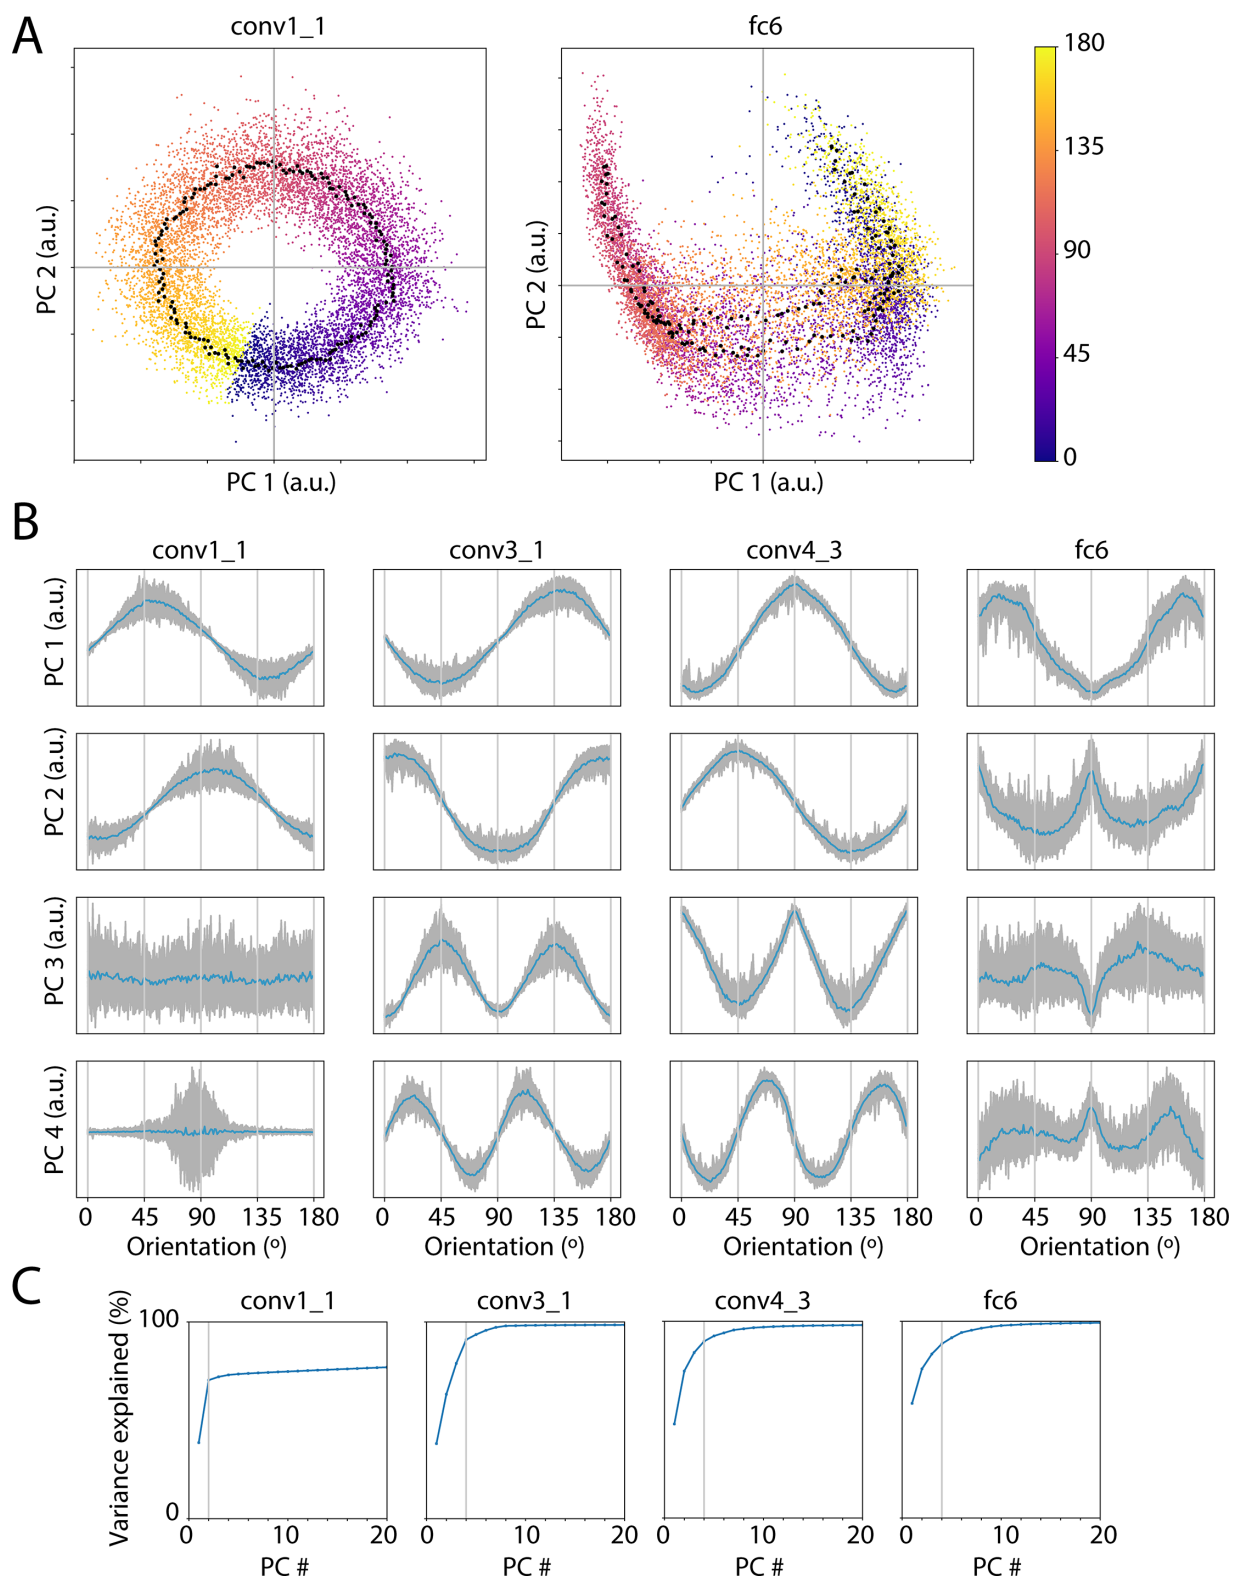 A
conv1_1
fc6
PC 2 (a.u.)
PC 1 (a.u.)
PC 2 (a.u.)
PC 1 (a.u.)
180
135
90
45
0
B
conv1_1
conv3_1
conv4_3
fc6
PC 1 (a.u.)
PC 2 (a.u.)
PC 3 (a.u.)
PC 4 (a.u.)
0 45 90 135 180
0 45 90 135 180
0 45 90 135 180
0 45 90 135 180
Orientation (º)
Orientation (º)
Orientation (º)
Orientation (º)
C
conv1_1
conv3_1
conv4_3
fc6
Variance explained (%)
100
0
0 10 20
0 10 20
0 10 20
0 10 20
PC #
PC #
PC #
PC #